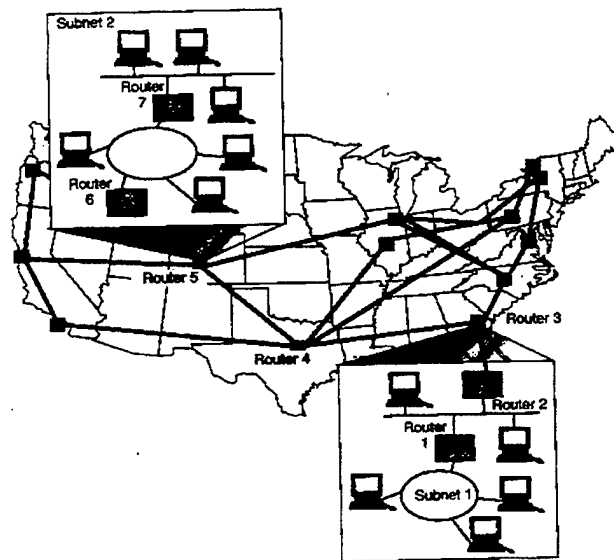 Subnet 2
Router
7
Router
6
Router 5
Router 4
Router 3
Router 2
Router
1
Subnet 1